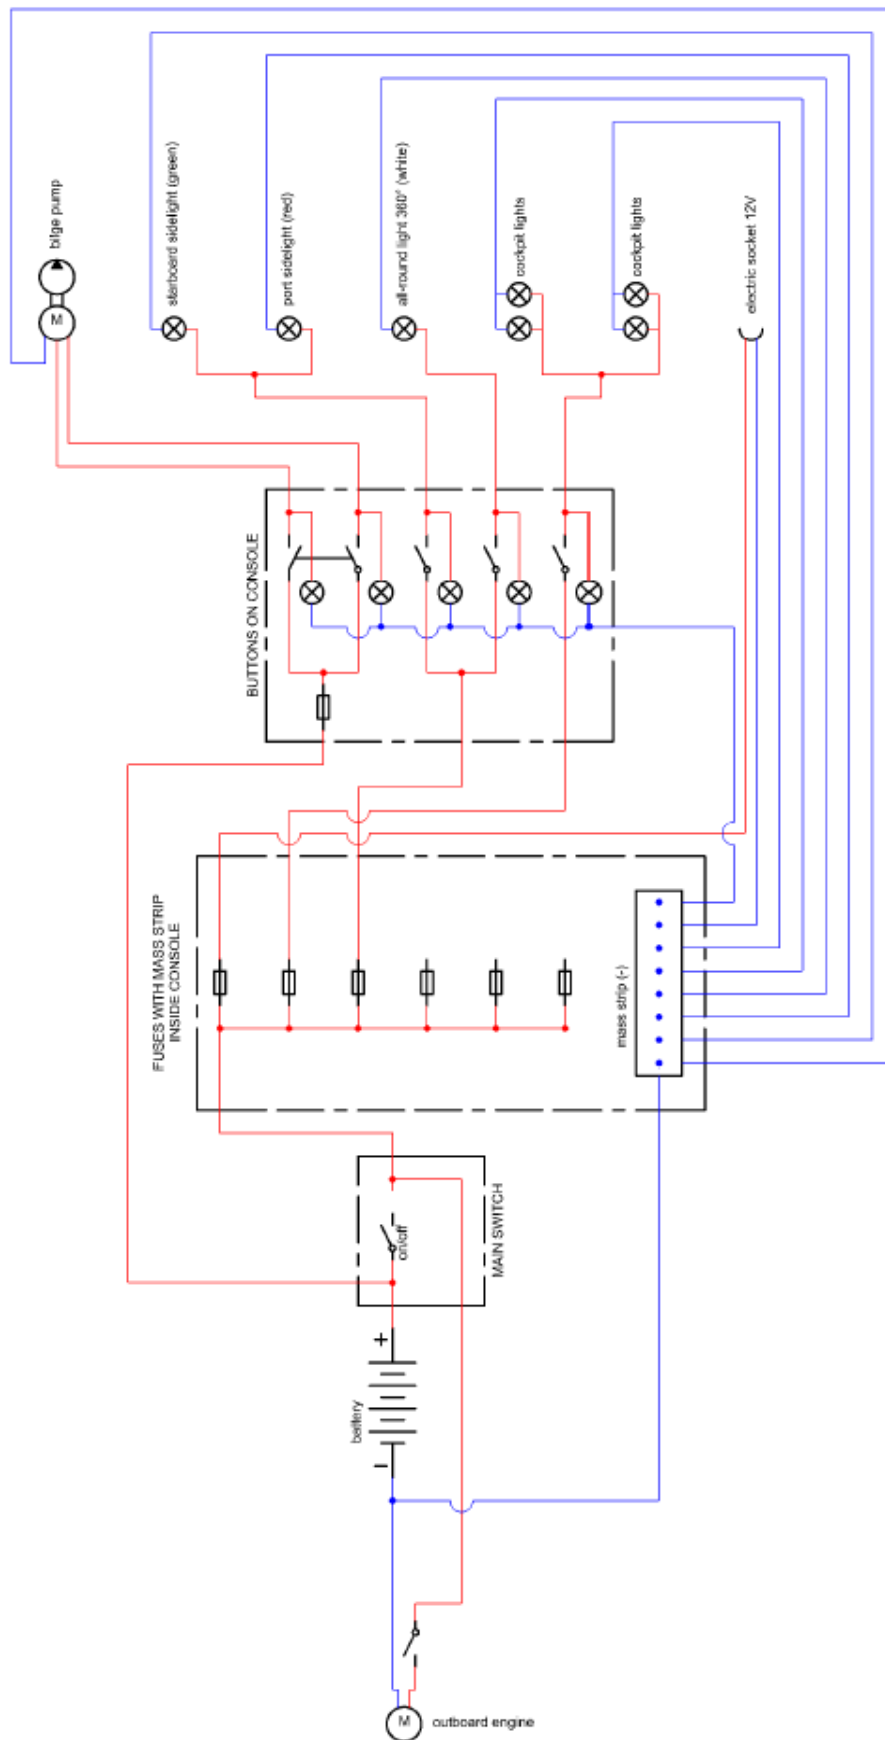 bilge pump
starboard sidelight (green)
port sidelight (red)
all-round light 360° (white)
cockpit lights
cockpit lights
electric socket 12V
M
BUTTONS ON CONSOLE
FUSES WITH MASS STRIP
INSIDE CONSOLE
mass strip (-)
MAIN SWITCH
on/off
+
battery
−
M
outboard engine